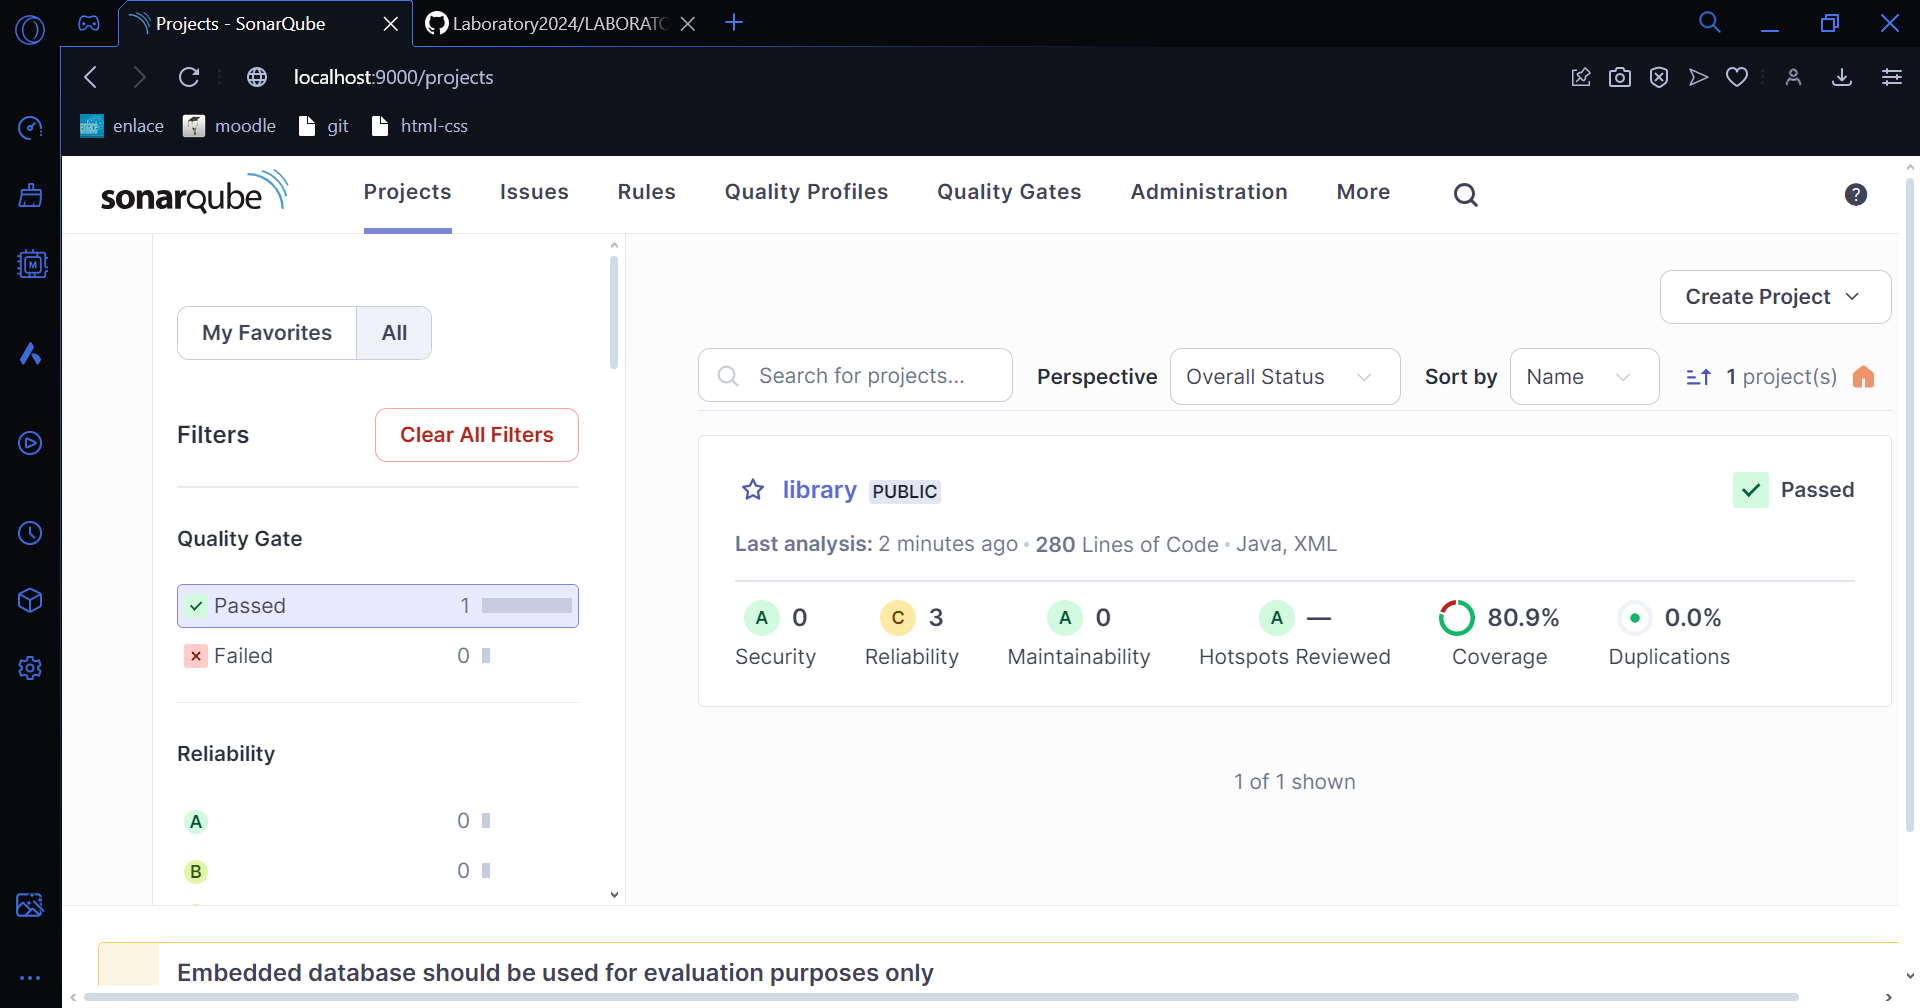 Projects - SonarQube
Laboratory2024/LABORATC
localhost:9000/projects
enlace
moodle
git
html-css
sonarqube
Projects
Issues
Rules
Quality Profiles
Quality Gates
Administration
More
?
My Favorites
All
Create Project
Search for projects...
Perspective
Overall Status
Sort by
Name
1 project(s)
Filters
Clear All Filters
Quality Gate
Passed 1
Failed 0
Reliability
A 0
B 0
library PUBLIC
Passed
Last analysis: 2 minutes ago • 280 Lines of Code • Java, XML
A 0
Security
C 3
Reliability
A 0
Maintainability
A —
Hotspots Reviewed
80.9%
Coverage
0.0%
Duplications
1 of 1 shown
Embedded database should be used for evaluation purposes only